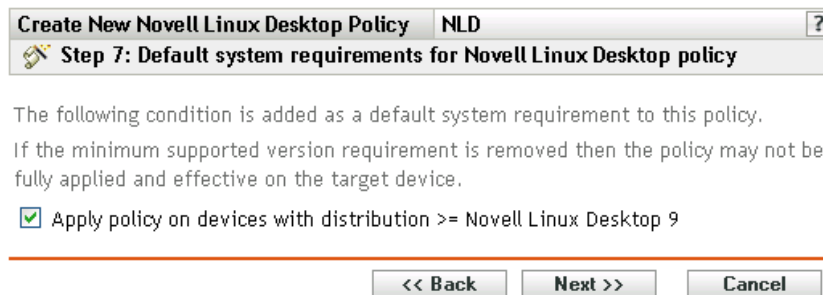 Create New Novell Linux Desktop Policy NLD ?
Step 7: Default system requirements for Novell Linux Desktop policy
The following condition is added as a default system requirement to this policy.
If the minimum supported version requirement is removed then the policy may not be
fully applied and effective on the target device.
Apply policy on devices with distribution >= Novell Linux Desktop 9
<< Back Next >> Cancel